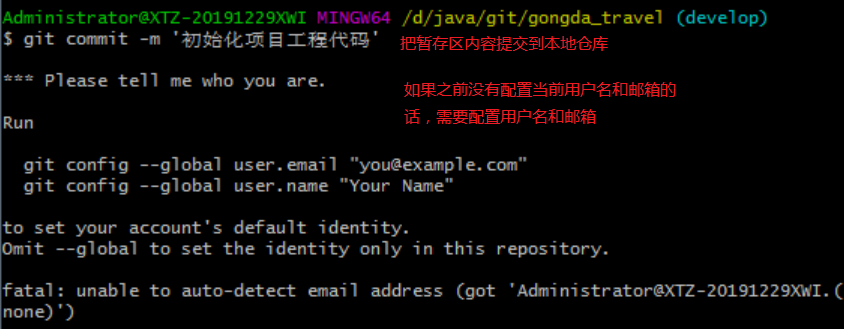 Administrator@XTZ-20191229XWI MINGW64 /d/java/git/gongda_travel (develop)
$ git commit -m '初始化项目工程代码' 把暂存区内容提交到本地仓库
*** Please tell me who you are.
如果之前没有配置当前用户名和邮箱的
话，需要配置用户名和邮箱
Run
git config --global user.email "you@example.com"
git config --global user.name "Your Name"
to set your account's default identity.
Omit --global to set the identity only in this repository.
fatal: unable to auto-detect email address (got 'Administrator@XTZ-20191229XWI.(
none)')